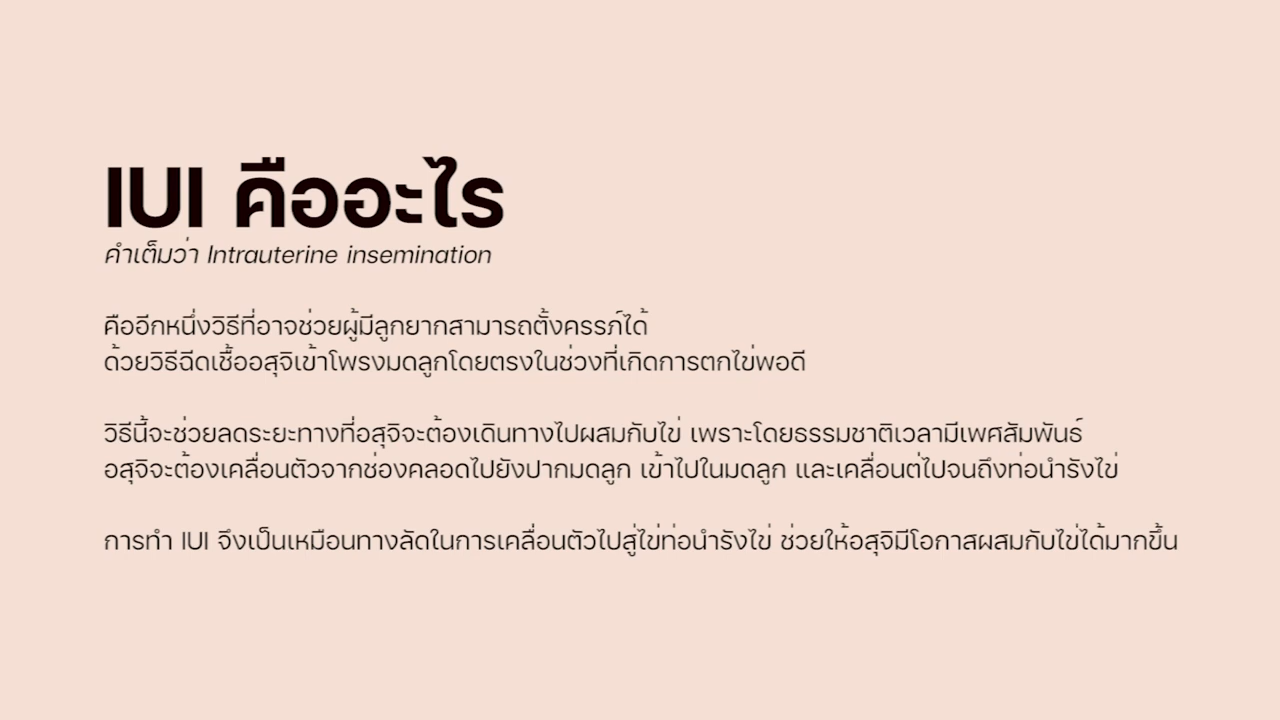 IUI คืออะไร
คำเต็มว่า Intrauterine insemination
คืออีกหนึ่งวิธีที่อาจช่วยผู้มีลูกยากสามารถตั้งครรภ์ได้
ด้วยวิธีฉีดเชื้ออสุจิเข้าโพรงมดลูกโดยตรงในช่วงที่เกิดการตกไข่พอดี
วิธีนี้จะช่วยลดระยะทางที่อสุจิจะต้องเดินทางไปผสมกับไข่ เพราะโดยธรรมชาติเวลามีเพศสัมพันธ์
อสุจิจะต้องเคลื่อนตัวจากช่องคลอดไปยังปากมดลูก เข้าไปในมดลูก และเคลื่อนต่ไปจนถึงท่อนำรังไข่
การทำ IUI จึงเป็นเหมือนทางลัดในการเคลื่อนตัวไปสู่ไข่ท่อนำรังไข่ ช่วยให้อสุจิมีโอกาสผสมกับไข่ได้มากขึ้น